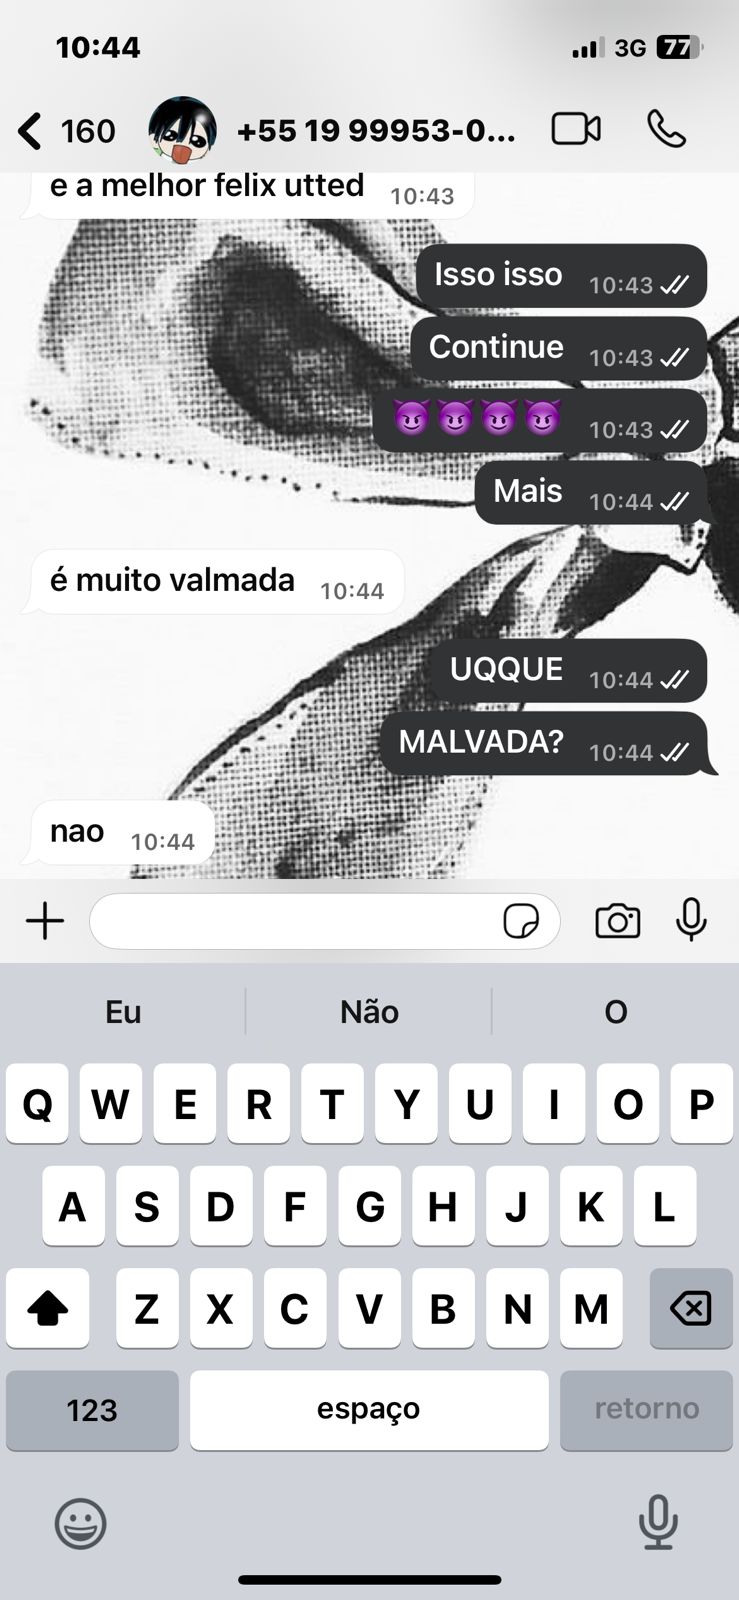 10:44
3G 77
160 +55 19 99953-0...
e a melhor felix utted 10:43
Isso isso 10:43
Continue 10:43
😈😈😈😈 10:43
Mais 10:44
é muito valmada 10:44
UQQUE 10:44
MALVADA? 10:44
nao 10:44
Eu Não O
Q W E R T Y U I O P
A S D F G H J K L
Z X C V B N M
123 espaço retorno